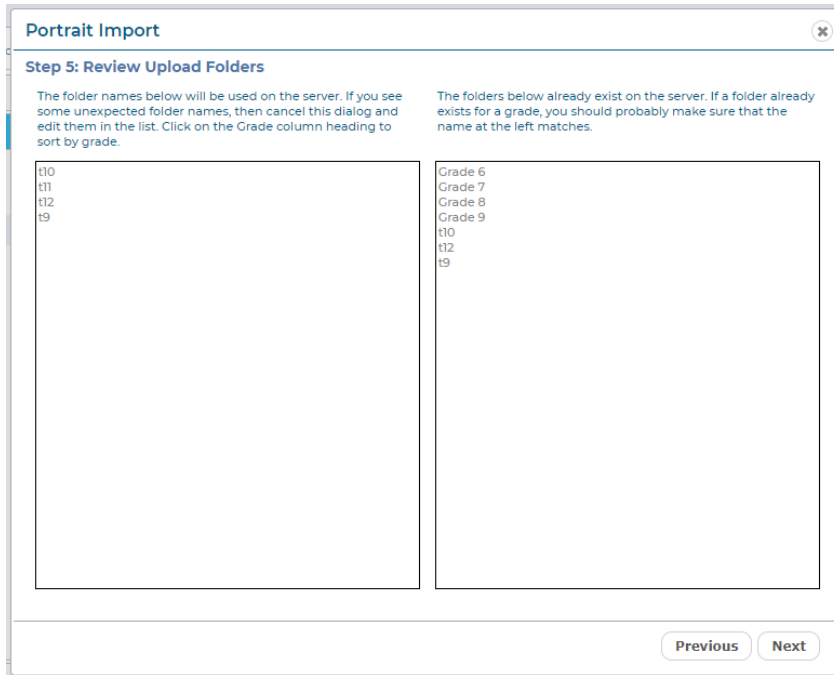 Portrait Import
Step 5: Review Upload Folders
The folder names below will be used on the server. If you see
some unexpected folder names, then cancel this dialog and
edit them in the list. Click on the Grade column heading to
sort by grade.
t10
t11
t12
t9
The folders below already exist on the server. If a folder already
exists for a grade, you should probably make sure that the
name at the left matches.
Grade 6
Grade 7
Grade 8
Grade 9
t10
t12
t9
Previous
Next